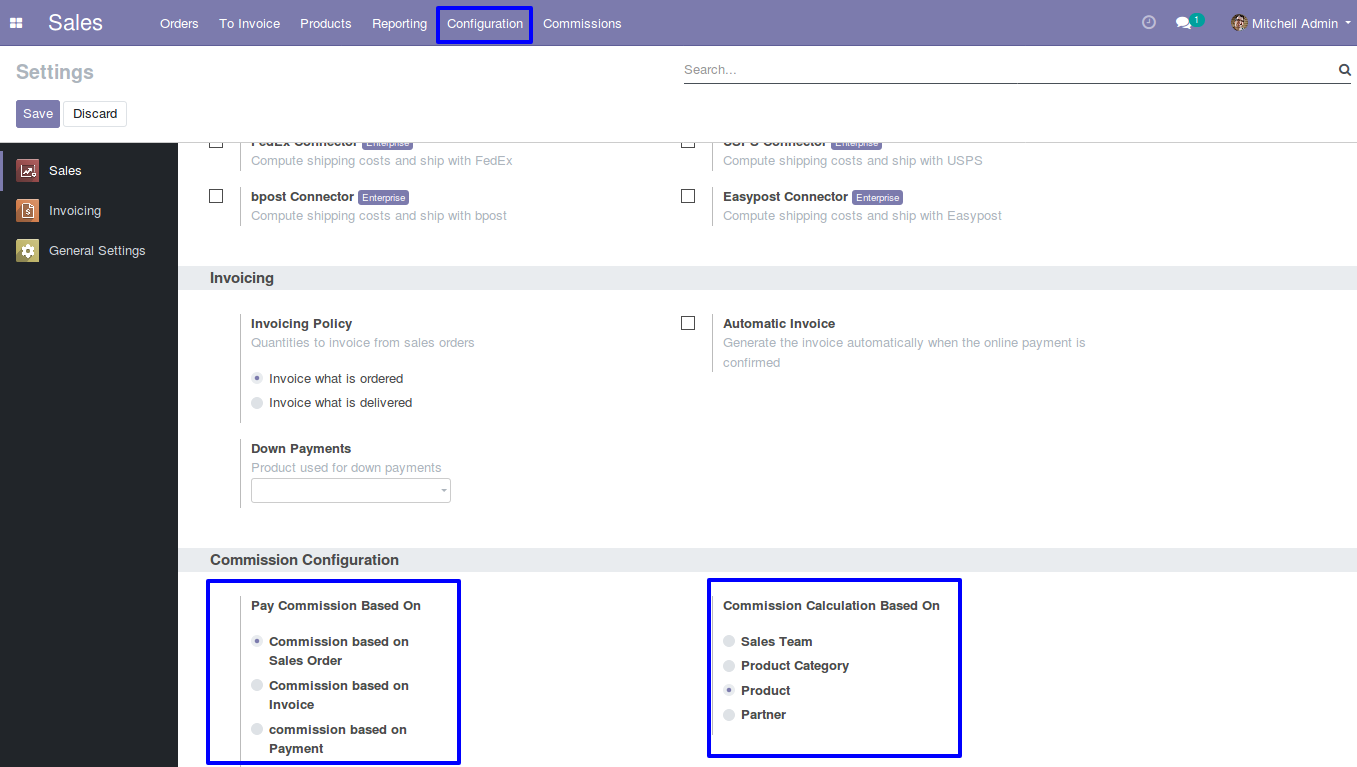 Sales
Orders To Invoice Products Reporting Configuration Commissions
1 Mitchell Admin
Settings
Search...
Save Discard
Sales
Invoicing
General Settings
FedEx Connector Enterprise
Compute shipping costs and ship with FedEx
USPS Connector Enterprise
Compute shipping costs and ship with USPS
bpost Connector Enterprise
Compute shipping costs and ship with bpost
Easypost Connector Enterprise
Compute shipping costs and ship with Easypost
Invoicing
Invoicing Policy
Quantities to invoice from sales orders
Invoice what is ordered
Invoice what is delivered
Automatic Invoice
Generate the invoice automatically when the online payment is
confirmed
Down Payments
Product used for down payments
Commission Configuration
Pay Commission Based On
Commission based on
Sales Order
Commission based on
Invoice
commission based on
Payment
Commission Calculation Based On
Sales Team
Product Category
Product
Partner